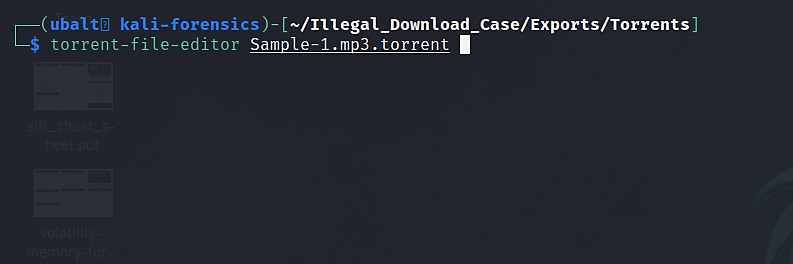 (ubalt kali-forensics)-[~/Illegal_Download_Case/Exports/Torrents]
$ torrent-file-editor Sample-1.mp3.torrent
sift_cheat_s-
heet.pdf
volatility-
memory-for...